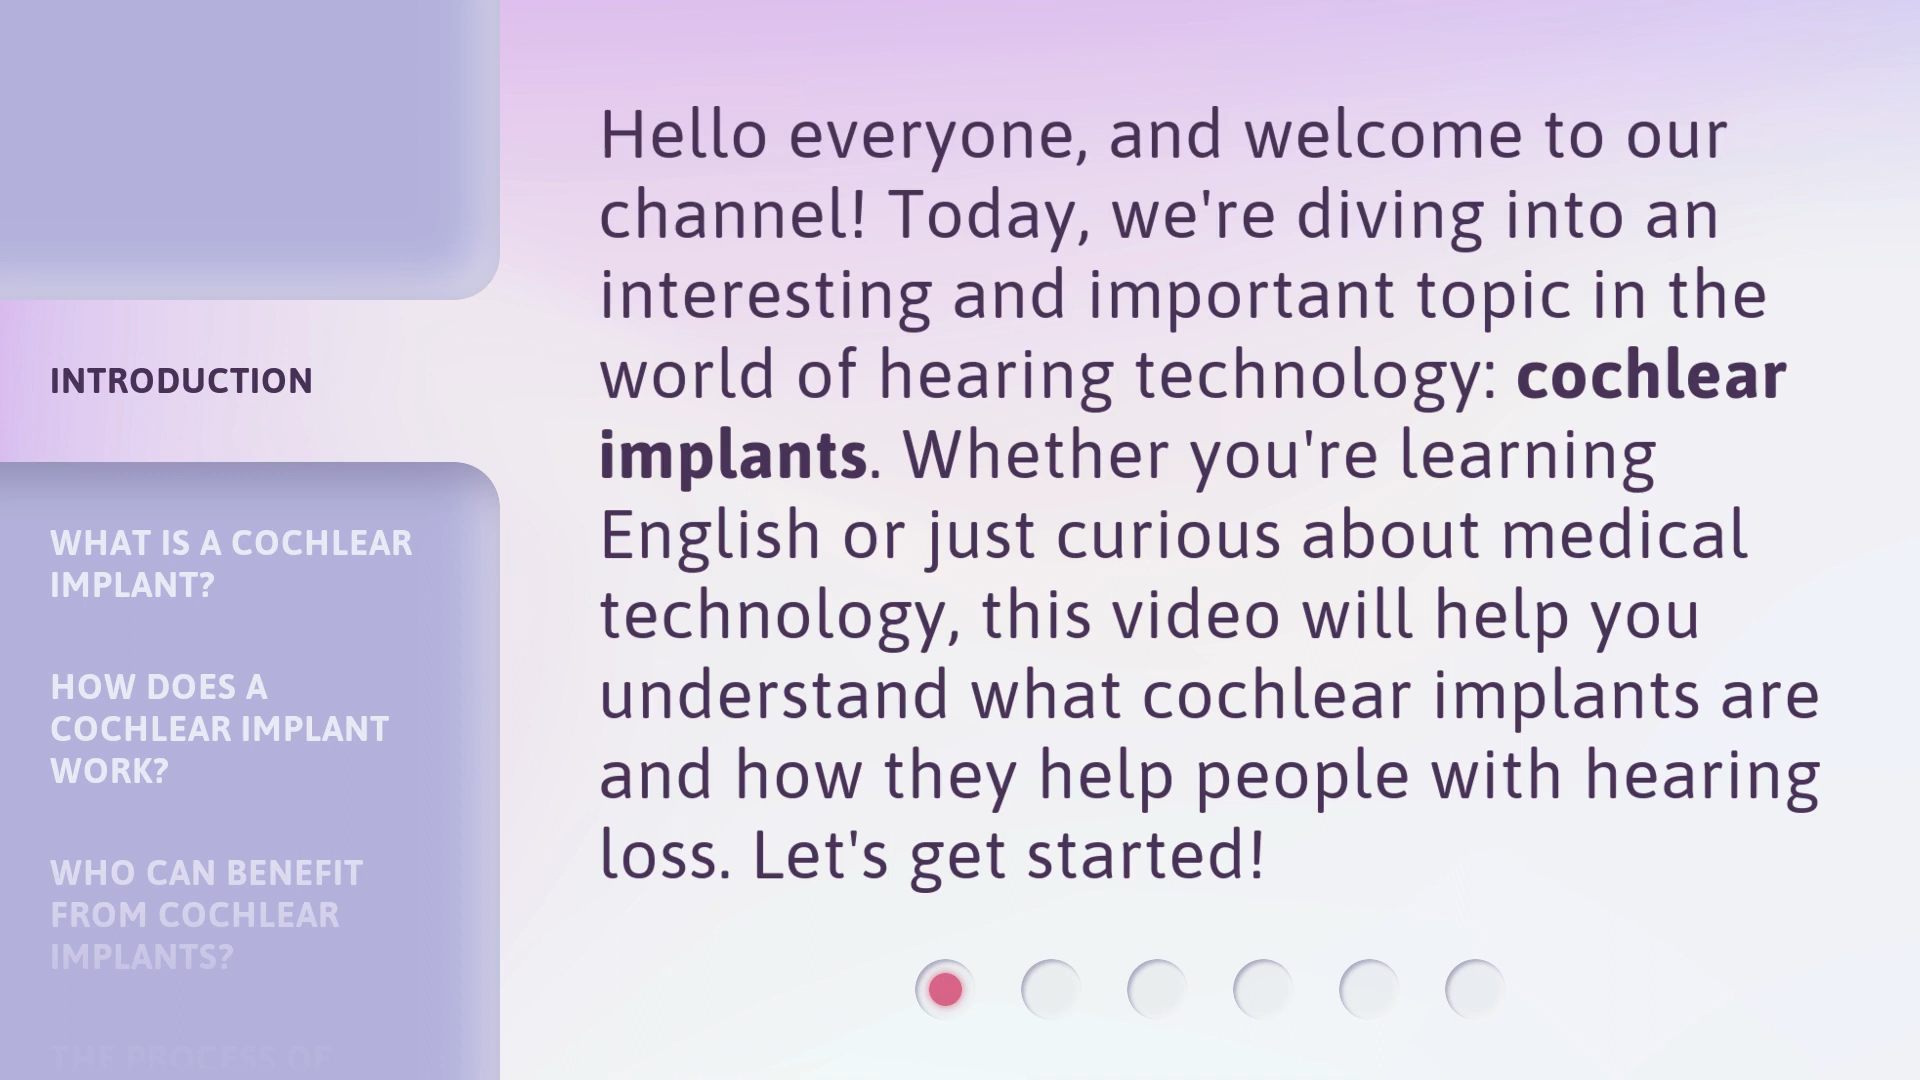 INTRODUCTION
WHAT IS A COCHLEAR
IMPLANT?
HOW DOES A
COCHLEAR IMPLANT
WORK?
WHO CAN BENEFIT
FROM COCHLEAR
IMPLANTS?
THE PROCESS OF
Hello everyone, and welcome to our
channel! Today, we're diving into an
interesting and important topic in the
world of hearing technology: cochlear
implants. Whether you're learning
English or just curious about medical
technology, this video will help you
understand what cochlear implants are
and how they help people with hearing
loss. Let's get started!